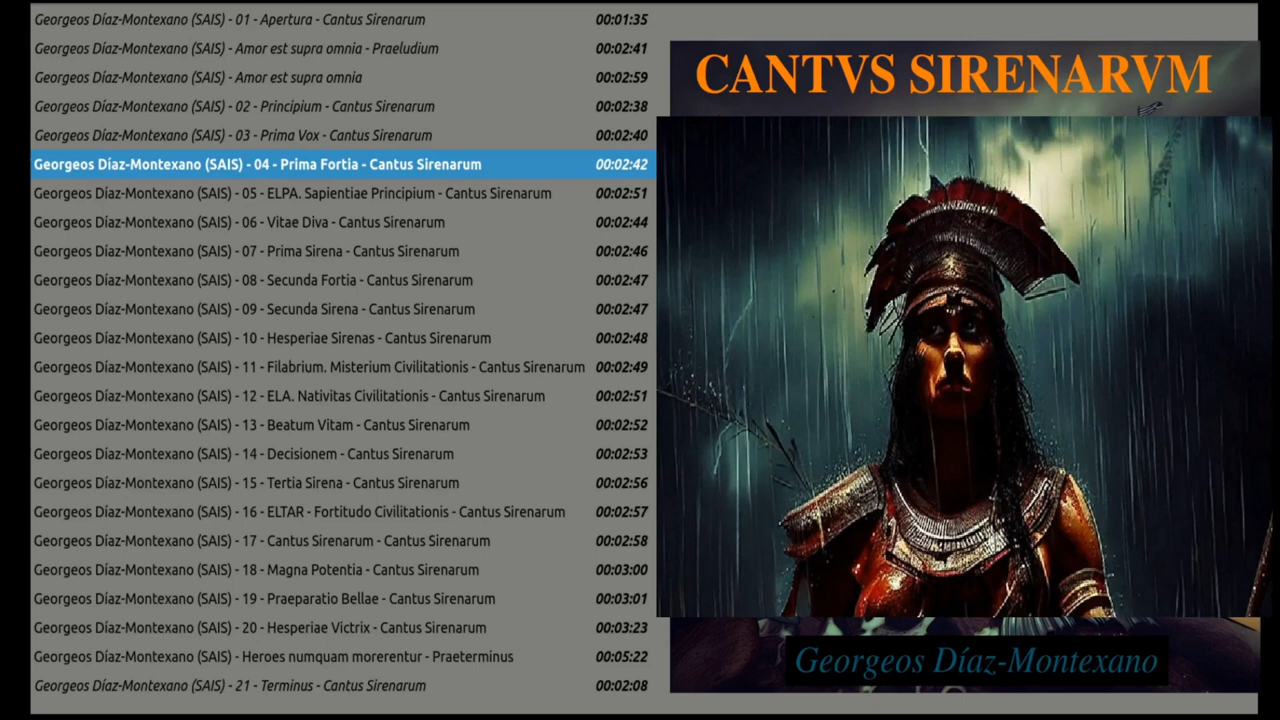 Georgeos Díaz-Montexano (SAIS) - 01 - Apertura - Cantus Sirenarum 00:01:35
Georgeos Díaz-Montexano (SAIS) - Amor est supra omnia - Praeludium 00:02:41
Georgeos Díaz-Montexano (SAIS) - Amor est supra omnia 00:02:59
Georgeos Díaz-Montexano (SAIS) - 02 - Principium - Cantus Sirenarum 00:02:38
Georgeos Díaz-Montexano (SAIS) - 03 - Prima Vox - Cantus Sirenarum 00:02:40
Georgeos Díaz-Montexano (SAIS) - 04 - Prima Fortia - Cantus Sirenarum 00:02:42
Georgeos Díaz-Montexano (SAIS) - 05 - ELPA. Sapientiae Principium - Cantus Sirenarum 00:02:51
Georgeos Díaz-Montexano (SAIS) - 06 - Vitae Diva - Cantus Sirenarum 00:02:44
Georgeos Díaz-Montexano (SAIS) - 07 - Prima Sirena - Cantus Sirenarum 00:02:46
Georgeos Díaz-Montexano (SAIS) - 08 - Secunda Fortia - Cantus Sirenarum 00:02:47
Georgeos Díaz-Montexano (SAIS) - 09 - Secunda Sirena - Cantus Sirenarum 00:02:47
Georgeos Díaz-Montexano (SAIS) - 10 - Hesperiae Sirenas - Cantus Sirenarum 00:02:48
Georgeos Díaz-Montexano (SAIS) - 11 - Filabrium. Misterium Civilitationis - Cantus Sirenarum 00:02:49
Georgeos Díaz-Montexano (SAIS) - 12 - ELA. Nativitas Civilitationis - Cantus Sirenarum 00:02:51
Georgeos Díaz-Montexano (SAIS) - 13 - Beatum Vitam - Cantus Sirenarum 00:02:52
Georgeos Díaz-Montexano (SAIS) - 14 - Decisionem - Cantus Sirenarum 00:02:53
Georgeos Díaz-Montexano (SAIS) - 15 - Tertia Sirena - Cantus Sirenarum 00:02:56
Georgeos Díaz-Montexano (SAIS) - 16 - ELTAR - Fortitudo Civilitationis - Cantus Sirenarum 00:02:57
Georgeos Díaz-Montexano (SAIS) - 17 - Cantus Sirenarum - Cantus Sirenarum 00:02:58
Georgeos Díaz-Montexano (SAIS) - 18 - Magna Potentia - Cantus Sirenarum 00:03:00
Georgeos Díaz-Montexano (SAIS) - 19 - Praeparatio Bellae - Cantus Sirenarum 00:03:01
Georgeos Díaz-Montexano (SAIS) - 20 - Hesperiae Victrix - Cantus Sirenarum 00:03:23
Georgeos Díaz-Montexano (SAIS) - Heroes numquam morerentur - Praeterminus 00:05:22
Georgeos Díaz-Montexano (SAIS) - 21 - Terminus - Cantus Sirenarum 00:02:08
CANTVS SIRENARVM
Georgeos Díaz-Montexano